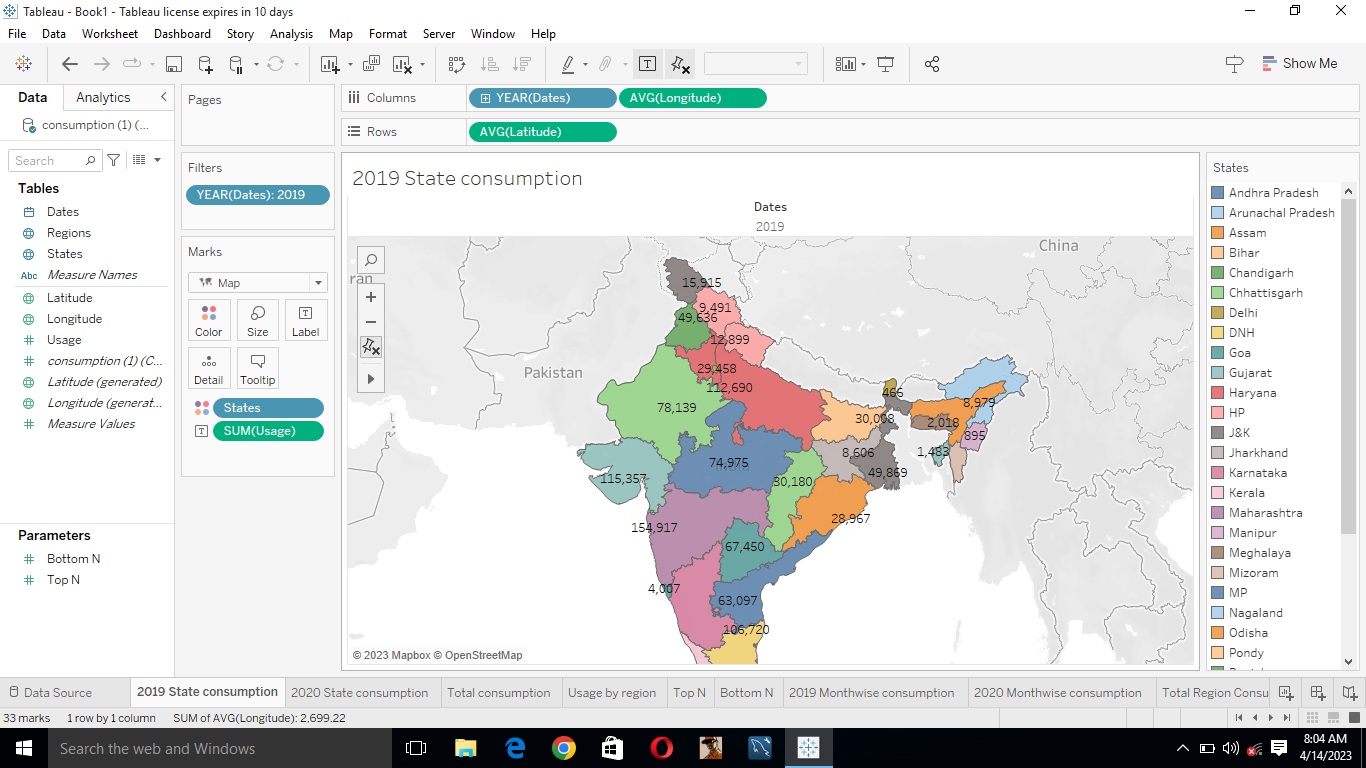 Tableau - Book1 - Tableau license expires in 10 days
File Data Worksheet Dashboard Story Analysis Map Format Server Window Help
Show Me
Data Analytics
consumption (1) (...
Search
Tables
Dates
Regions
States
Abc Measure Names
Latitude
Longitude
Usage
consumption (1) (C...
Latitude (generated)
Longitude (generat...
Measure Values
Parameters
Bottom N
Top N
Pages
Filters
YEAR(Dates): 2019
Marks
Map
Color Size Label
Detail Tooltip
States
SUM(Usage)
Columns YEAR(Dates) AVG(Longitude)
Rows AVG(Latitude)
2019 State consumption
Dates
2019
China
ran
15,915
9,491
49,636
12,899
Pakistan
29,458
112,690
466
8,979
78,139
30,098
2,018
895
8,606
1,483
74,975
49,869
115,357
30,180
154,917
28,967
67,450
4,007
63,097
106,720
© 2023 Mapbox © OpenStreetMap
States
Andhra Pradesh
Arunachal Pradesh
Assam
Bihar
Chandigarh
Chhattisgarh
Delhi
DNH
Goa
Gujarat
Haryana
HP
J&K
Jharkhand
Karnataka
Kerala
Maharashtra
Manipur
Meghalaya
Mizoram
MP
Nagaland
Odisha
Pondy
Data Source 2019 State consumption 2020 State consumption Total consumption Usage by region Top N Bottom N 2019 Monthwise consumption 2020 Monthwise consumption Total Region Consu
33 marks 1 row by 1 column SUM of AVG(Longitude): 2,699.22
Search the web and Windows
8:04 AM
4/14/2023